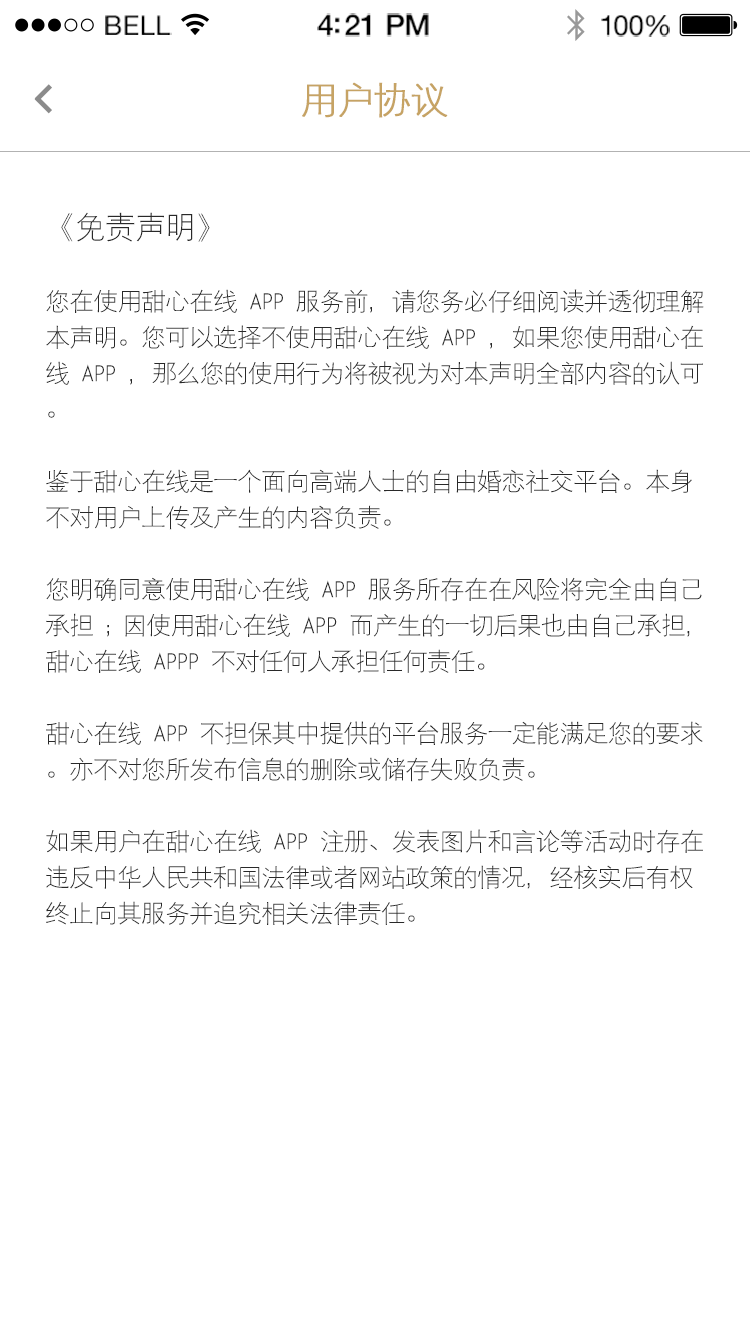 BELL 4:21 PM 100%
用户协议
《免责声明》
您在使用甜心在线 APP 服务前, 请您务必仔细阅读并透彻理解
本声明。您可以选择不使用甜心在线 APP , 如果您使用甜心在
线 APP , 那么您的使用行为将被视为对本声明全部内容的认可
。
鉴于甜心在线是一个面向高端人士的自由婚恋社交平台。本身
不对用户上传及产生的内容负责。
您明确同意使用甜心在线 APP 服务所存在在风险将完全由自己
承担 ; 因使用甜心在线 APP 而产生的一切后果也由自己承担,
甜心在线 APPP 不对任何人承担任何责任。
甜心在线 APP 不担保其中提供的平台服务一定能满足您的要求
。亦不对您所发布信息的删除或储存失败负责。
如果用户在甜心在线 APP 注册、发表图片和言论等活动时存在
违反中华人民共和国法律或者网站政策的情况, 经核实后有权
终止向其服务并追究相关法律责任。